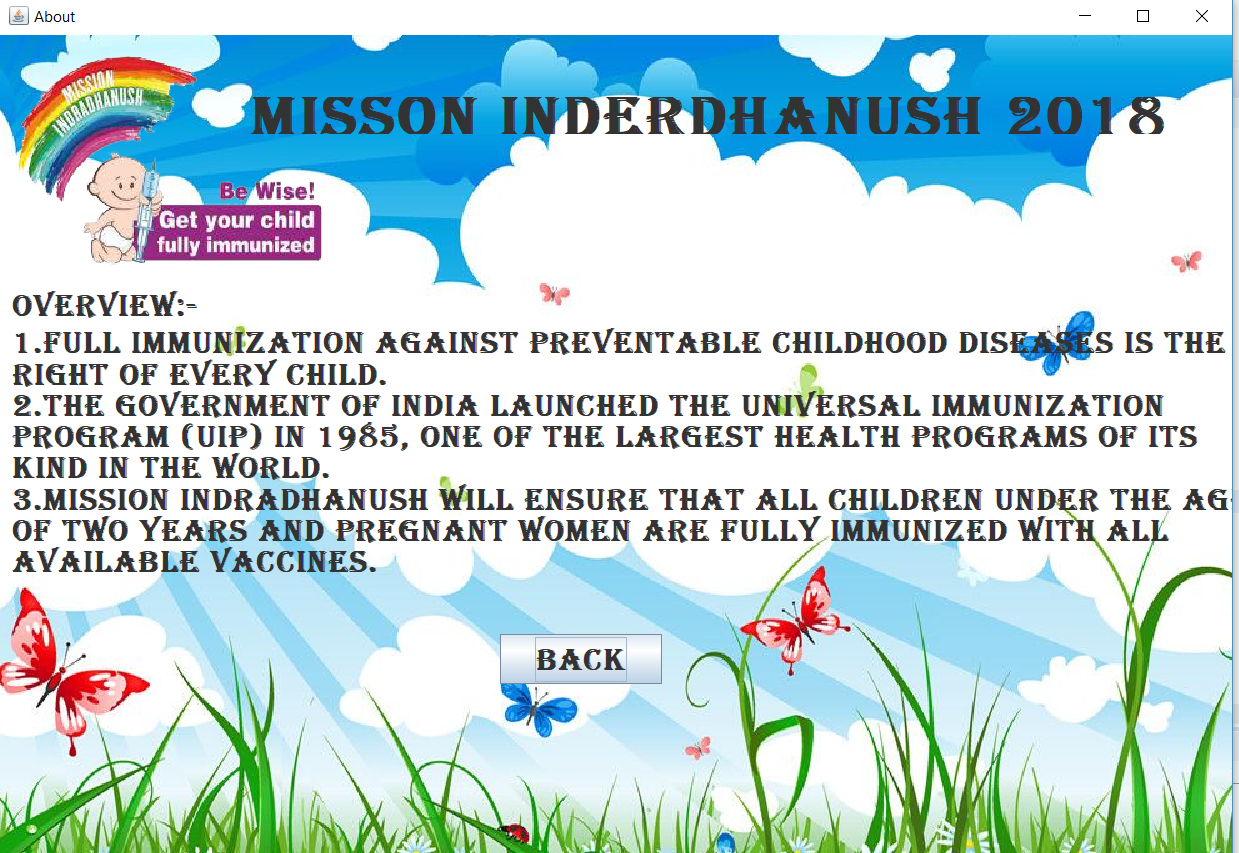 About
MISSION
INDRADHANUSH
MISSON INDERDHANUSH 2018
Be Wise!
Get your child
fully immunized
OVERVIEW:-
1.FULL IMMUNIZATION AGAINST PREVENTABLE CHILDHOOD DISEASES IS THE
RIGHT OF EVERY CHILD.
2.THE GOVERNMENT OF INDIA LAUNCHED THE UNIVERSAL IMMUNIZATION
PROGRAM (UIP) IN 1985, ONE OF THE LARGEST HEALTH PROGRAMS OF ITS
KIND IN THE WORLD.
3.MISSION INDRADHANUSH WILL ENSURE THAT ALL CHILDREN UNDER THE AG
OF TWO YEARS AND PREGNANT WOMEN ARE FULLY IMMUNIZED WITH ALL
AVAILABLE VACCINES.
BACK